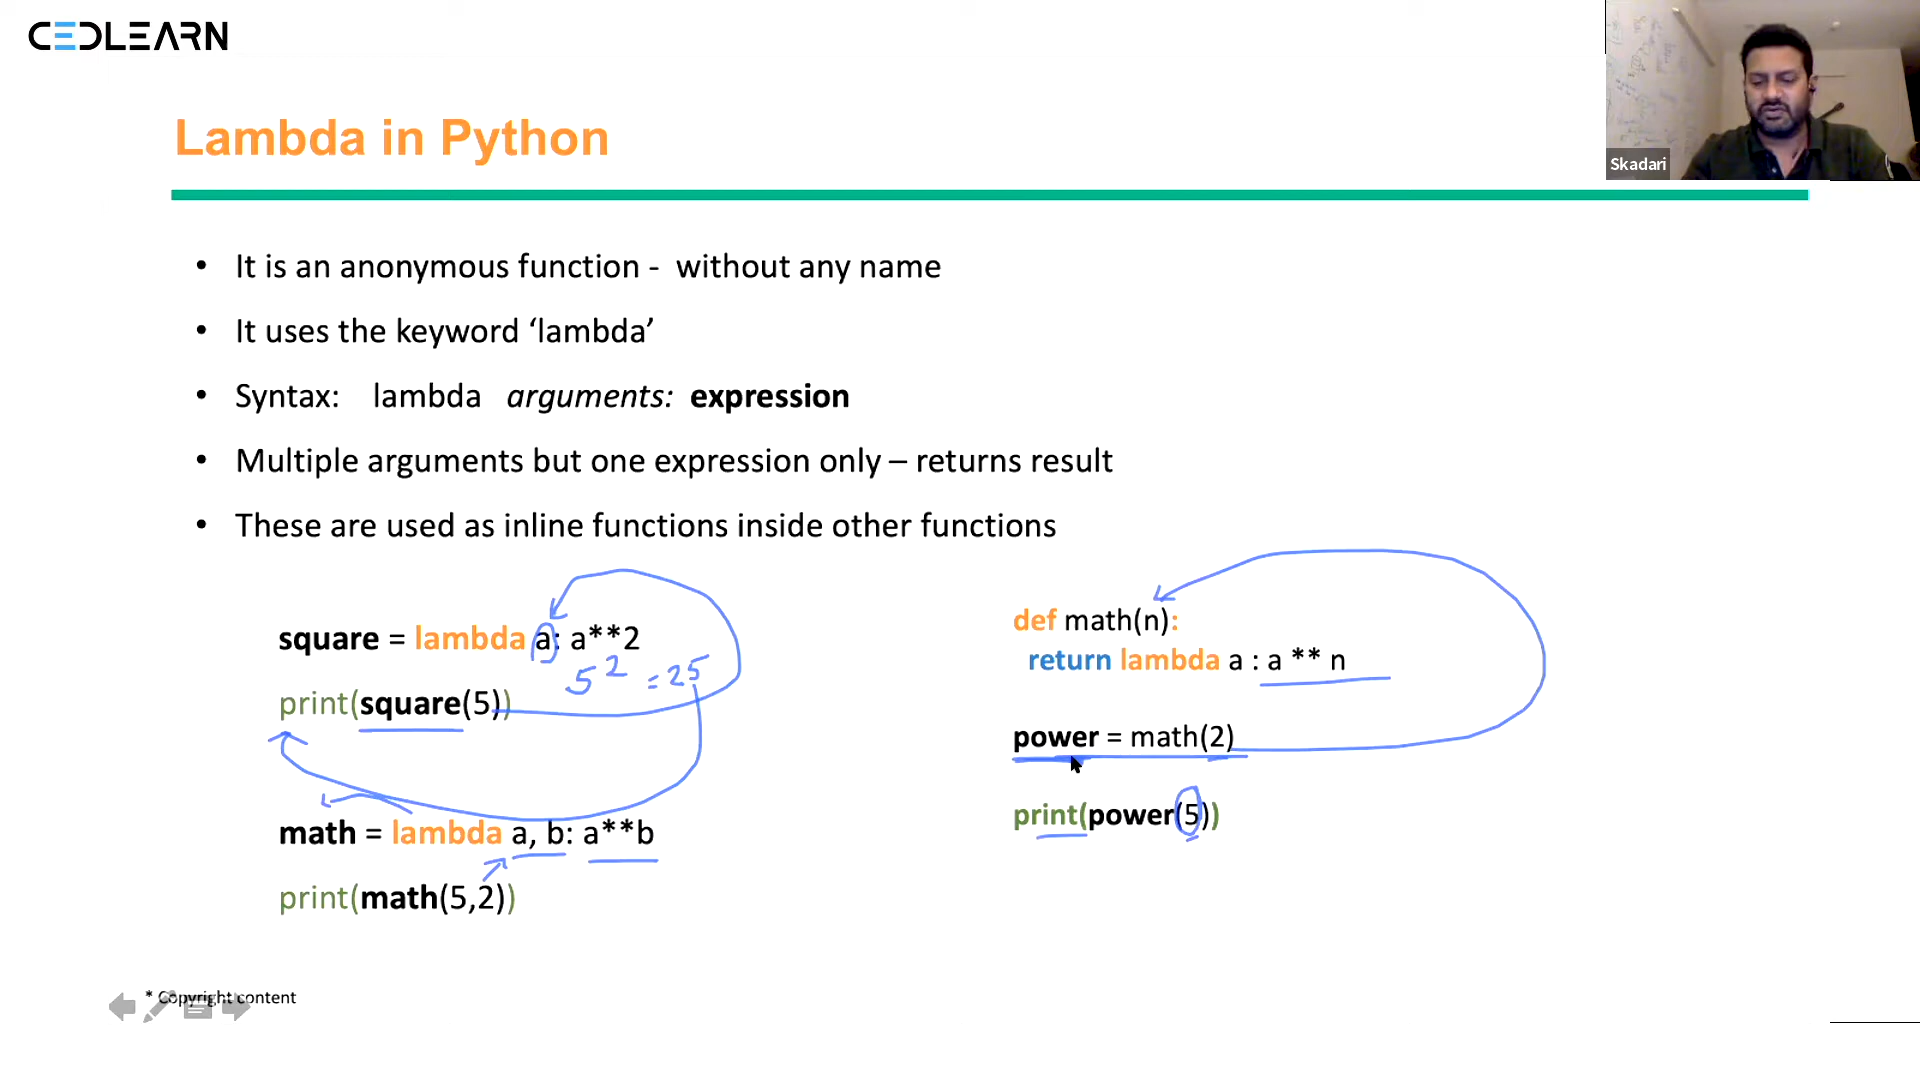 CEDLEARN
Skadari
Lambda in Python
• It is an anonymous function - without any name
• It uses the keyword ‘lambda’
• Syntax: lambda arguments: expression
• Multiple arguments but one expression only – returns result
• These are used as inline functions inside other functions
square = lambda a: a**2
5² = 25
print(square(5))
math = lambda a, b: a**b
print(math(5,2))
def math(n):
return lambda a : a ** n
power = math(2)
print(power(5))
* Copyright content